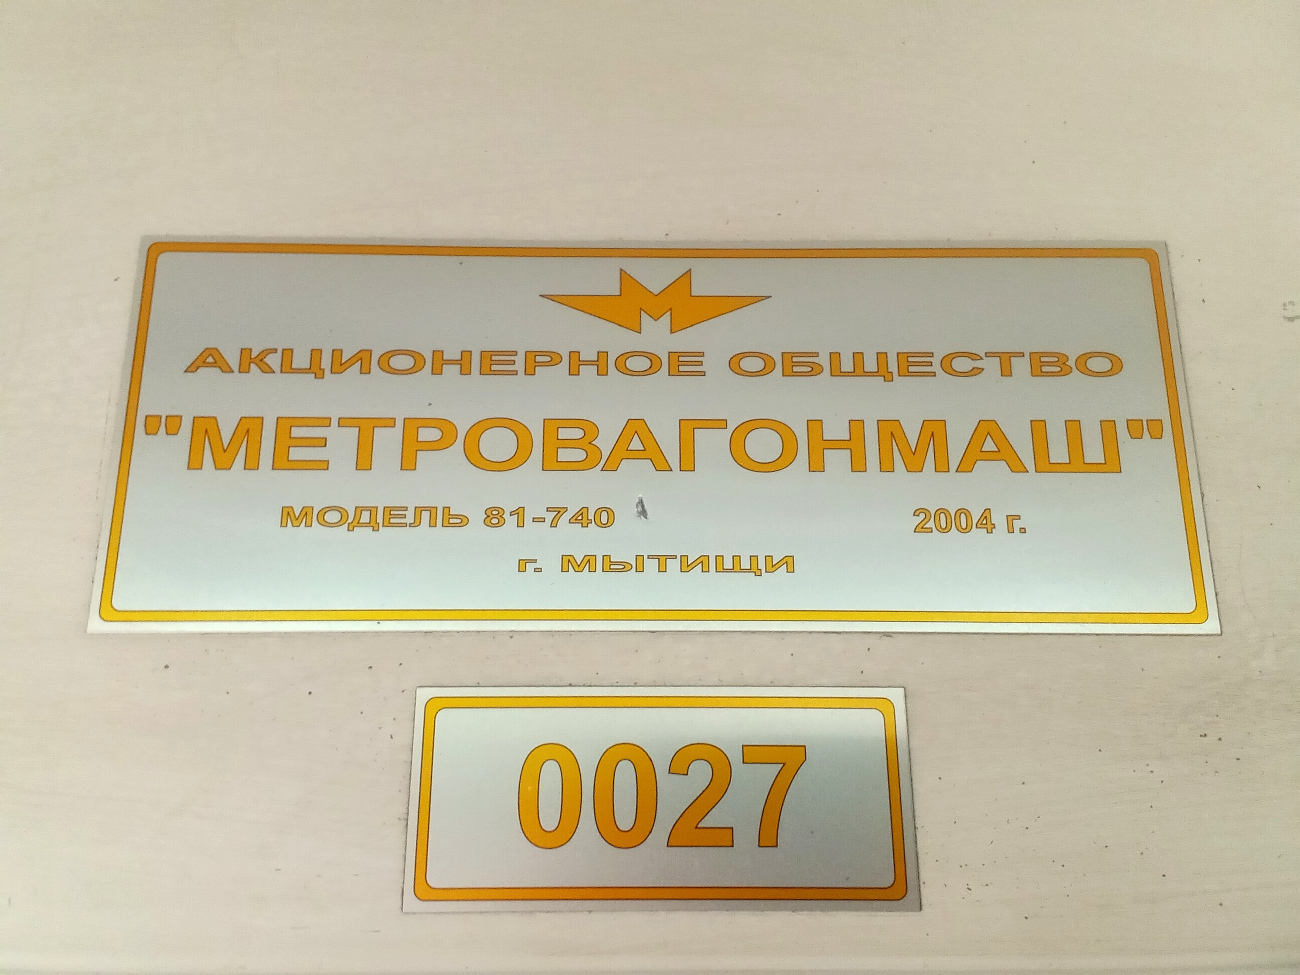 АКЦИОНЕРНОЕ ОБЩЕСТВО
"МЕТРОВАГОНМАШ"
МОДЕЛЬ 81-740 2004 г.
г. МЫТИЩИ
0027